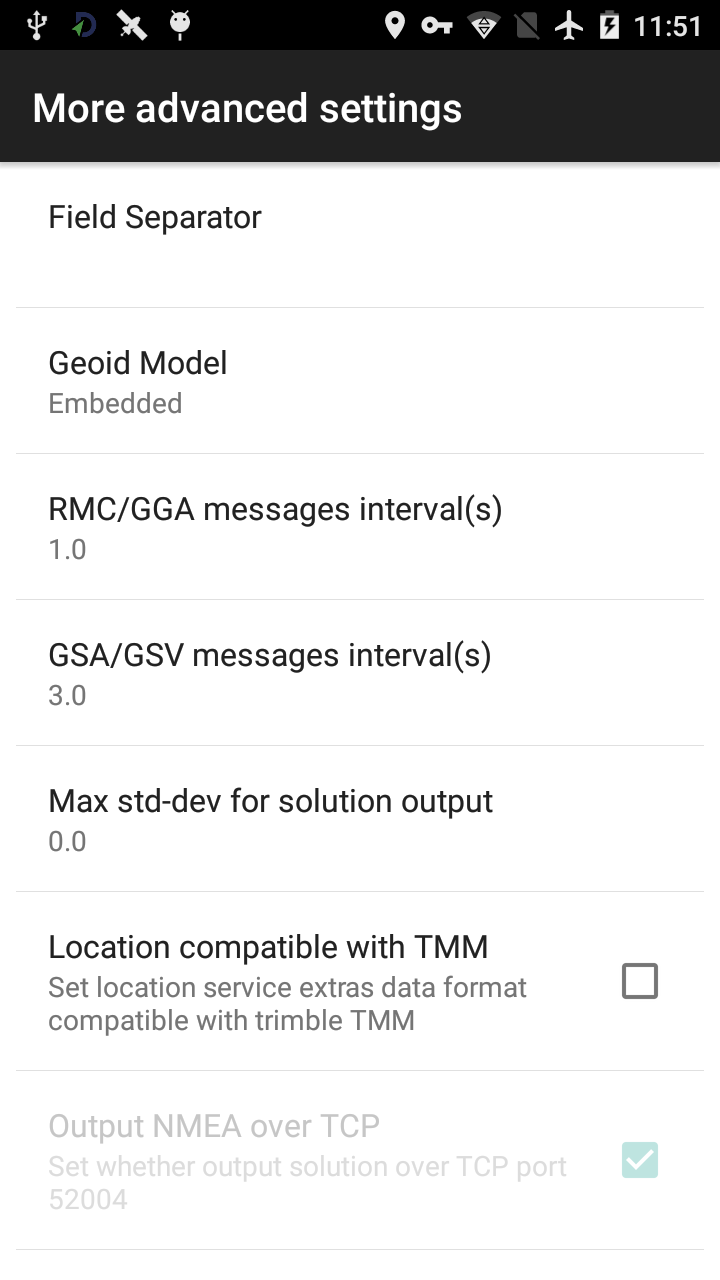 11:51
More advanced settings
Field Separator
Geoid Model
Embedded
RMC/GGA messages interval(s)
1.0
GSA/GSV messages interval(s)
3.0
Max std-dev for solution output
0.0
Location compatible with TMM
Set location service extras data format
compatible with trimble TMM
Output NMEA over TCP
Set whether output solution over TCP port
52004